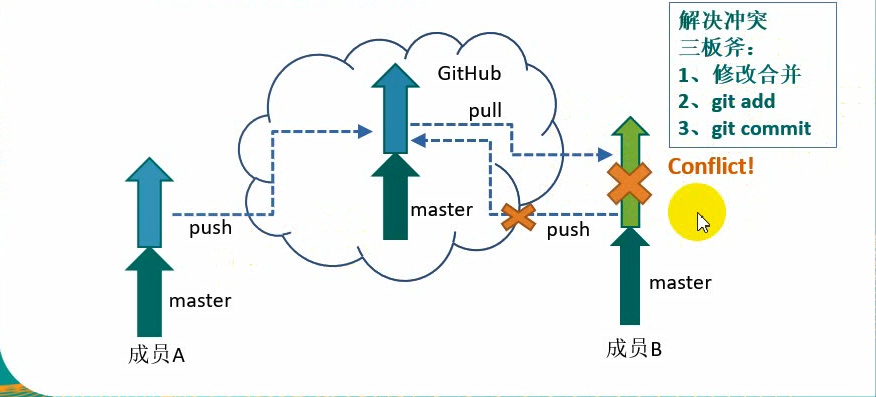 解决冲突
三板斧：
1、修改合并
2、git add
3、git commit
GitHub
pull
Conflict!
master
push
push
master
master
成员A
成员B